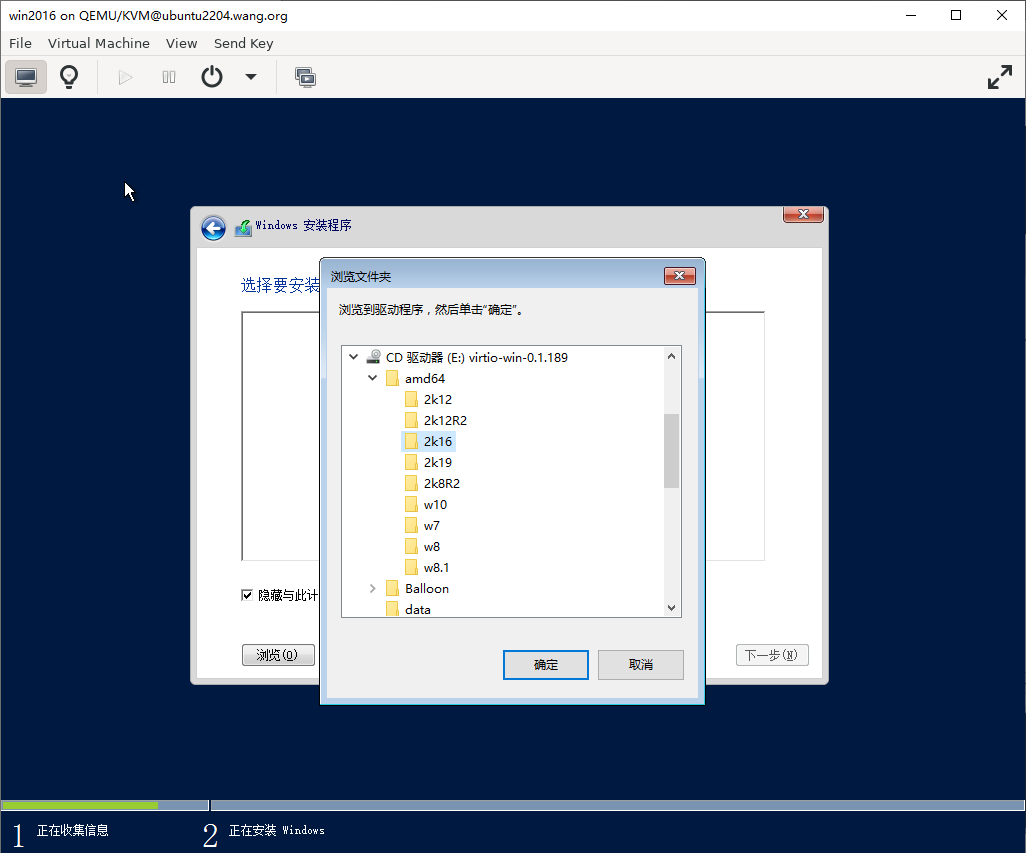 win2016 on QEMU/KVM@ubuntu2204.wang.org
File Virtual Machine View Send Key
Windows 安装程序
选择要安装
浏览文件夹
浏览到驱动程序，然后单击“确定”。
CD 驱动器 (E:) virtio-win-0.1.189
amd64
2k12
2k12R2
2k16
2k19
2k8R2
w10
w7
w8
w8.1
Balloon
data
隐藏与此计
浏览(O)
确定 取消
下一步(N)
1 正在收集信息 2 正在安装 Windows